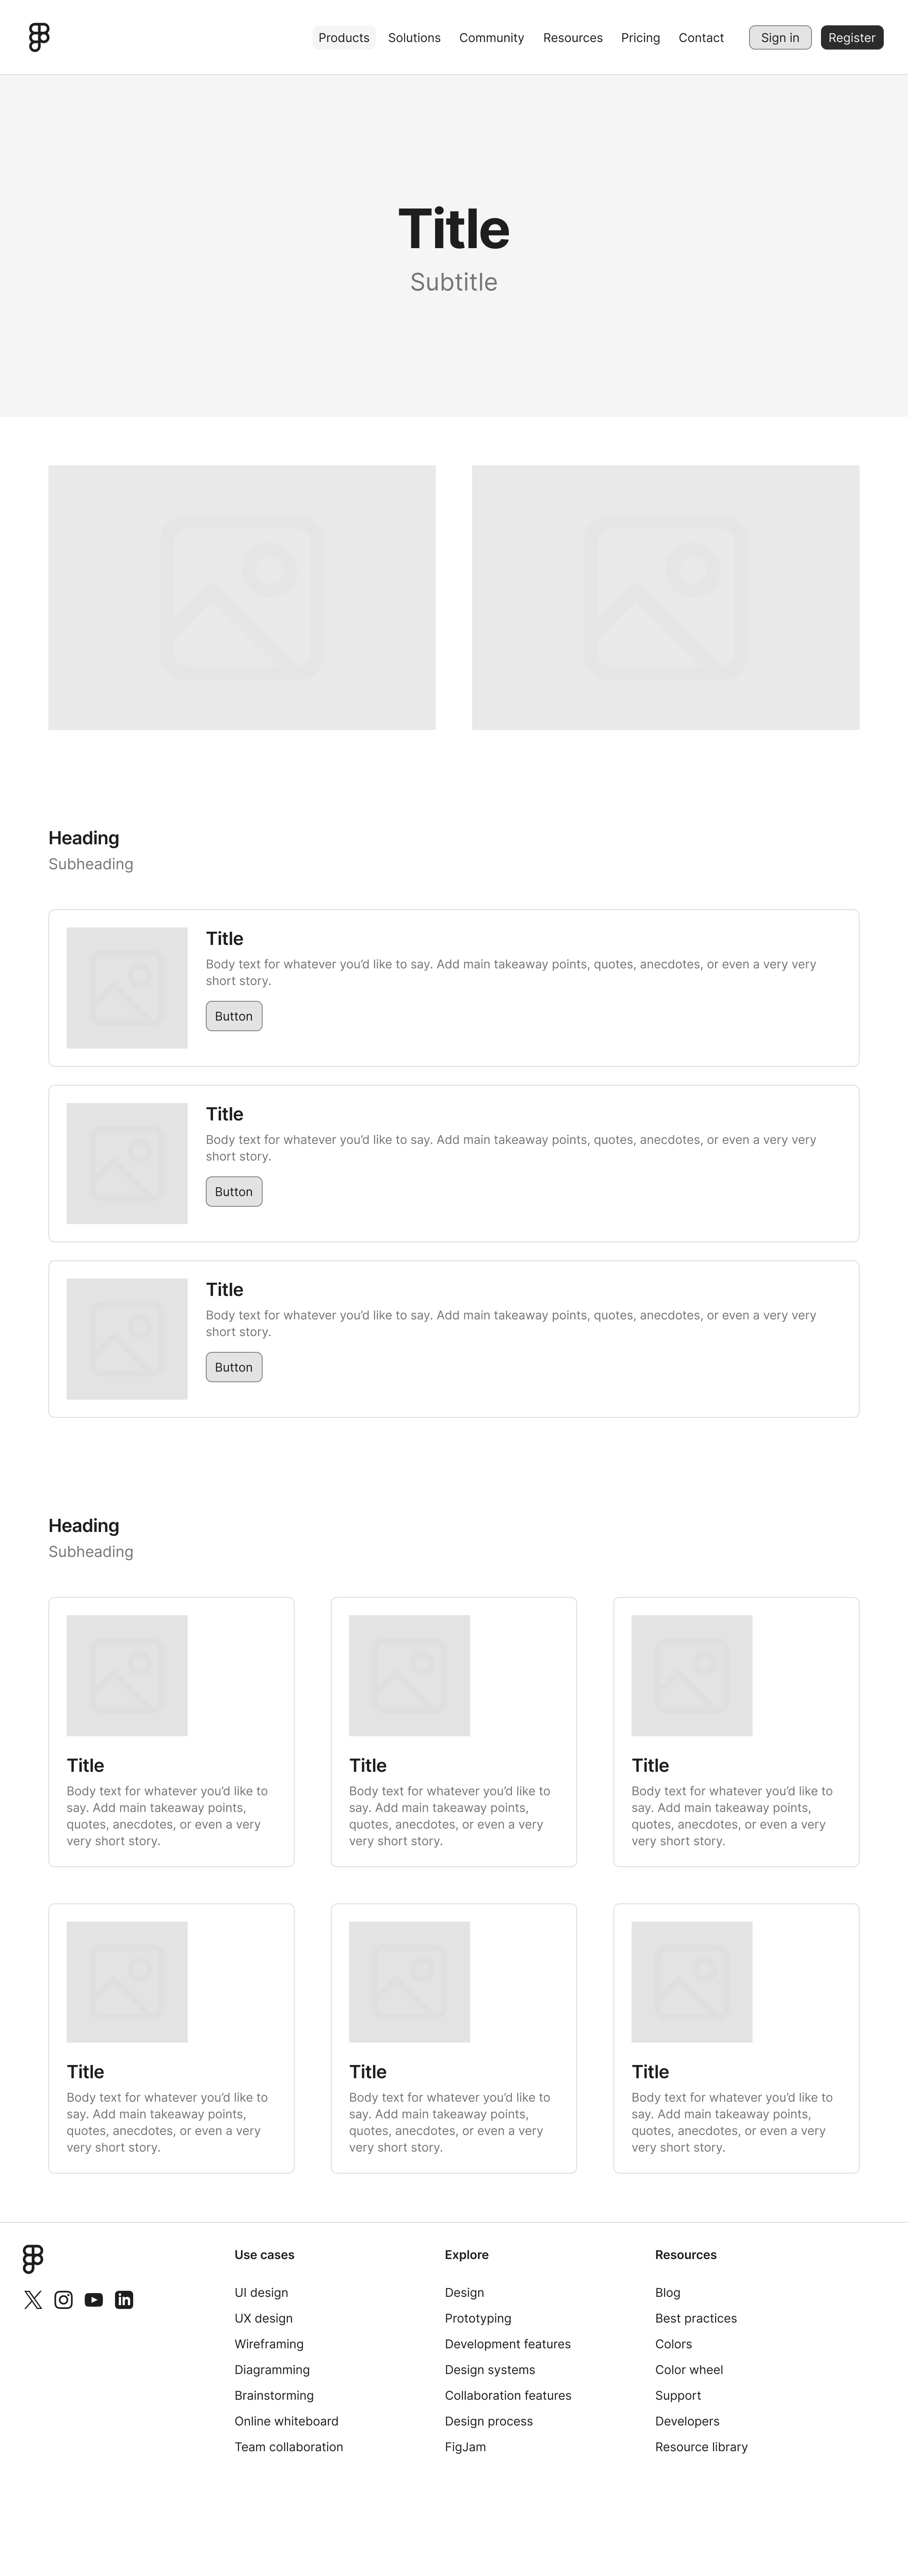 Products Solutions Community Resources Pricing Contact Sign in Register
Title
Subtitle
Heading
Subheading
Title
Body text for whatever you’d like to say. Add main takeaway points, quotes, anecdotes, or even a very very
short story.
Button
Title
Body text for whatever you’d like to say. Add main takeaway points, quotes, anecdotes, or even a very very
short story.
Button
Title
Body text for whatever you’d like to say. Add main takeaway points, quotes, anecdotes, or even a very very
short story.
Button
Heading
Subheading
Title
Body text for whatever you’d like to
say. Add main takeaway points,
quotes, anecdotes, or even a very
very short story.
Title
Body text for whatever you’d like to
say. Add main takeaway points,
quotes, anecdotes, or even a very
very short story.
Title
Body text for whatever you’d like to
say. Add main takeaway points,
quotes, anecdotes, or even a very
very short story.
Title
Body text for whatever you’d like to
say. Add main takeaway points,
quotes, anecdotes, or even a very
very short story.
Title
Body text for whatever you’d like to
say. Add main takeaway points,
quotes, anecdotes, or even a very
very short story.
Title
Body text for whatever you’d like to
say. Add main takeaway points,
quotes, anecdotes, or even a very
very short story.
Use cases
UI design
UX design
Wireframing
Diagramming
Brainstorming
Online whiteboard
Team collaboration
Explore
Design
Prototyping
Development features
Design systems
Collaboration features
Design process
FigJam
Resources
Blog
Best practices
Colors
Color wheel
Support
Developers
Resource library